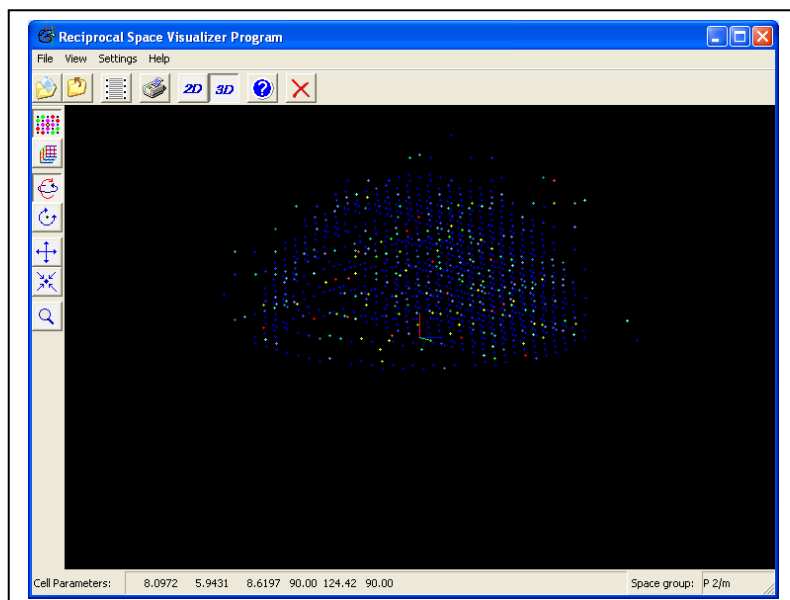 Reciprocal Space Visualizer Program
File View Settings Help
2D 3D
Cell Parameters: 8.0972 5.9431 8.6197 90.00 124.42 90.00 Space group: P 2/m